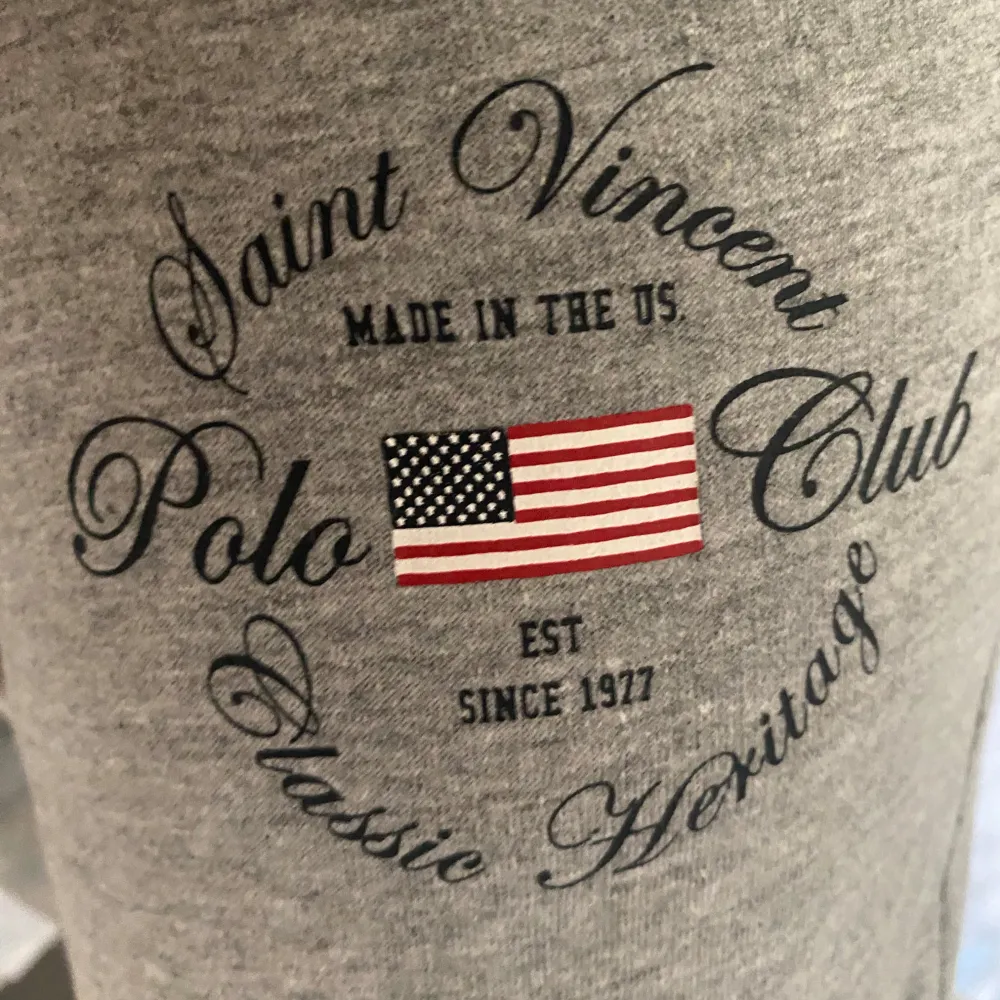 Saint Vincent
MADE IN THE US.
Polo Club
EST
SINCE 1977
Classic Heritage